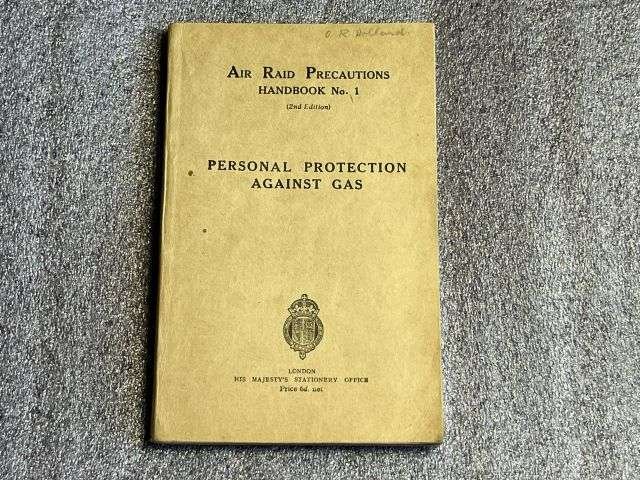 O. R. Holland.
AIR RAID PRECAUTIONS
HANDBOOK No. 1
(2nd Edition)
PERSONAL PROTECTION
AGAINST GAS
LONDON
HIS MAJESTY'S STATIONERY OFFICE
Price 6d. net